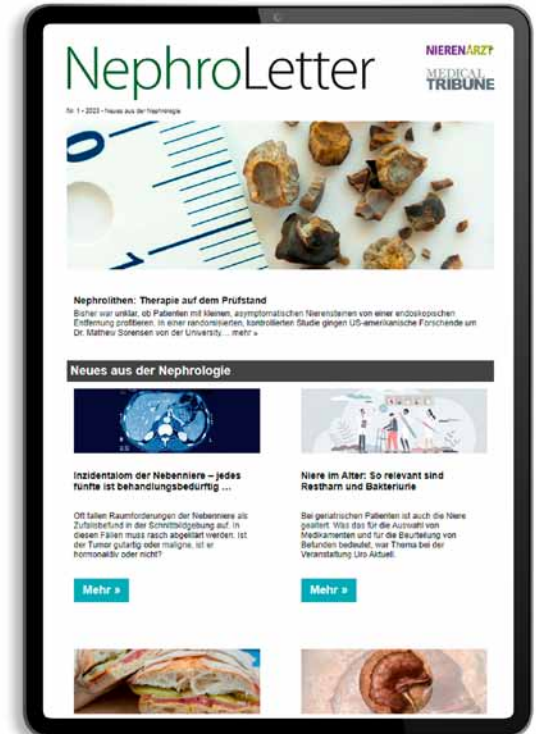 NephroLetter
NIERENARZT
MEDICAL
TRIBUNE
Nr. 1 • 2023 • Neues aus der Nephrologie
0
1
Nephrolithen: Therapie auf dem Prüfstand
Bisher war unklar, ob Patienten mit kleinen, asymptomatischen Nierensteinen von einer endoskopischen
Entfernung profitieren. In einer randomisierten, kontrollierten Studie gingen US-amerikanische Forschende um
Dr. Mathew Sorensen von der University… mehr »
Neues aus der Nephrologie
Inzidentalom der Nebenniere – jedes
fünfte ist behandlungsbedürftig …
Oft fallen Raumforderungen der Nebenniere als
Zufallsbefund in der Schnittbildgebung auf. In
diesen Fällen muss rasch abgeklärt werden: Ist
der Tumor gutartig oder maligne, ist er
hormonaktiv oder nicht?
Mehr »
Niere im Alter: So relevant sind
Restharn und Bakteriurie
Bei geriatrischen Patienten ist auch die Niere
gealtert. Was das für die Auswahl von
Medikamenten und für die Beurteilung von
Befunden bedeutet, war Thema bei der
Veranstaltung Uro Aktuell.
Mehr »